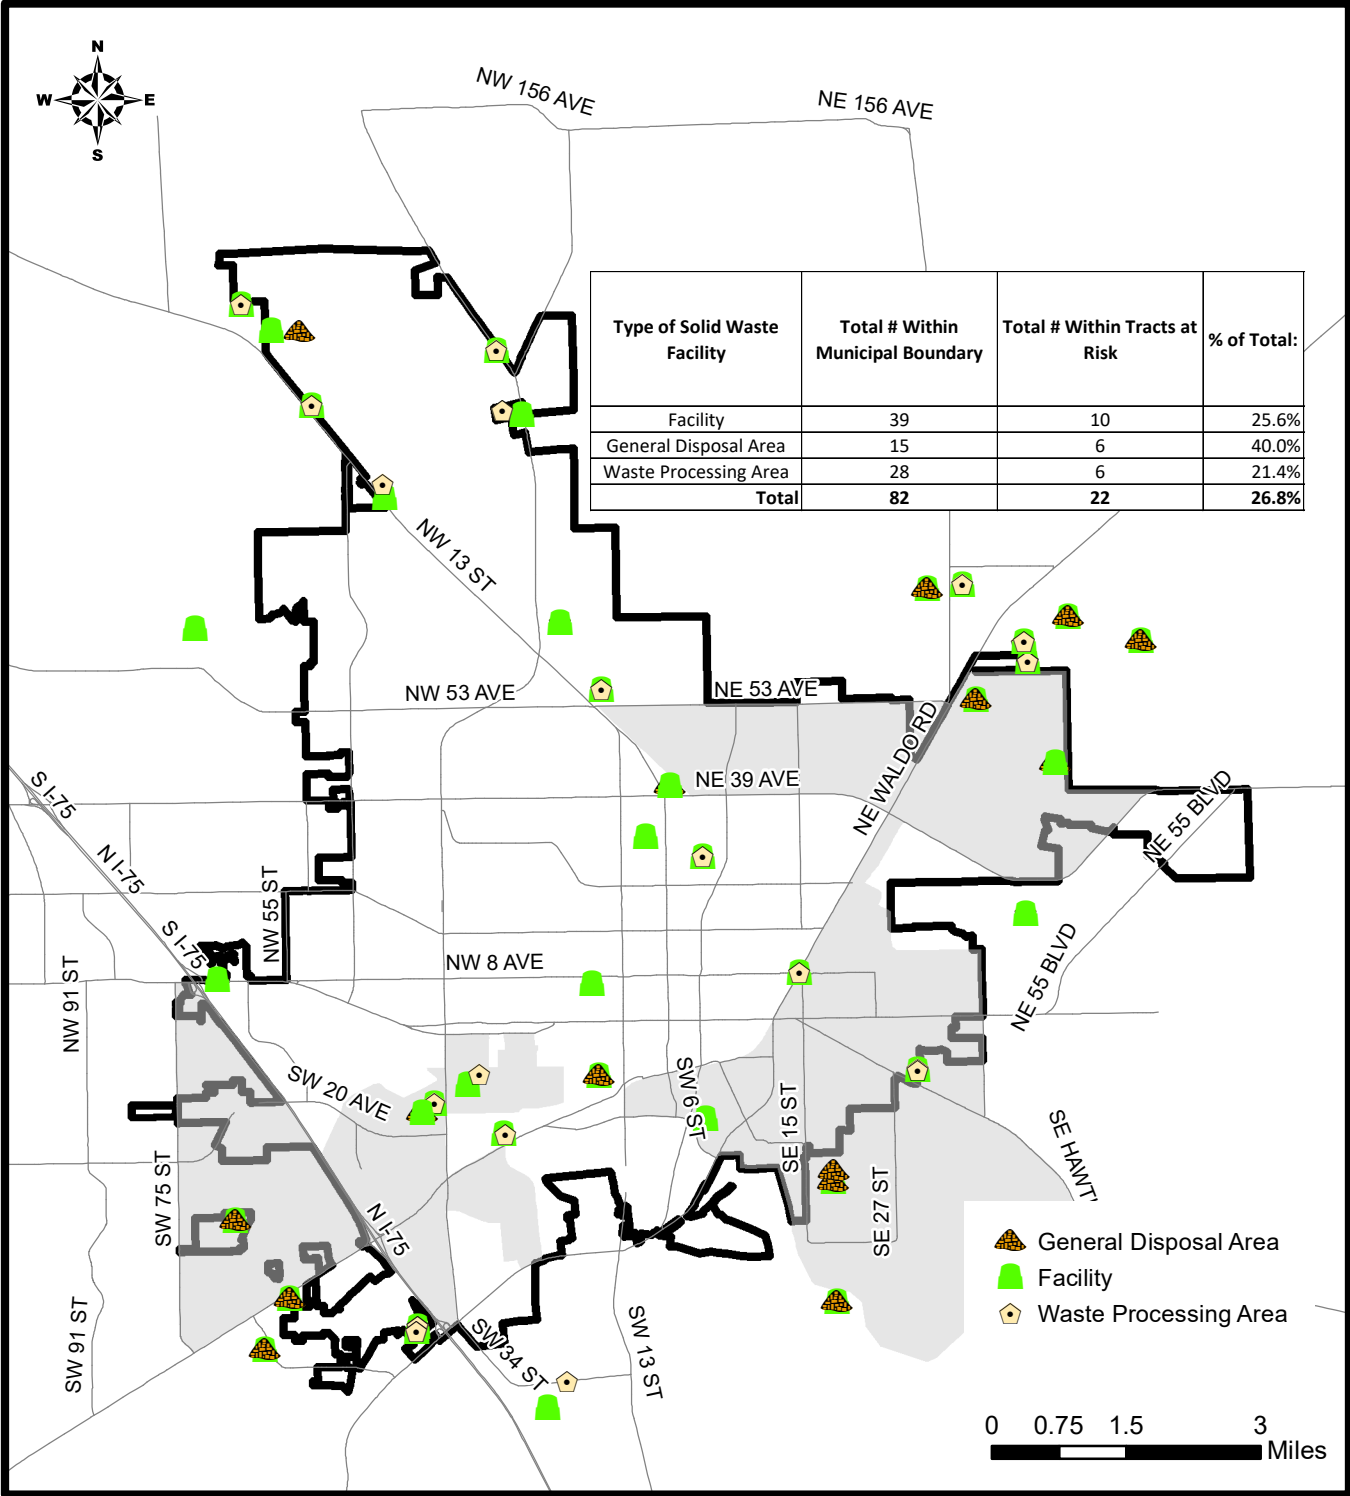 N
W E
S
NW 156 AVE
NE 156 AVE
Type of Solid Waste Facility
Total # Within Municipal Boundary
Total # Within Tracts at Risk
% of Total:
Facility 39 10 25.6%
General Disposal Area 15 6 40.0%
Waste Processing Area 28 6 21.4%
Total 82 22 26.8%
NW 13 ST
NW 53 AVE
NE 53 AVE
NE WALDO RD
NE 39 AVE
S I-75
N I-75
NW 55 ST
NE 55 BLVD
S I-75
NW 8 AVE
NW 91 ST
NE 55 BLVD
SW 20 AVE
SW 6 ST
SE 15 ST
SE HAWT
SW 75 ST
N I-75
SE 27 ST
General Disposal Area
Facility
Waste Processing Area
SW 91 ST
SW 34 ST
SW 13 ST
0 0.75 1.5 3
Miles